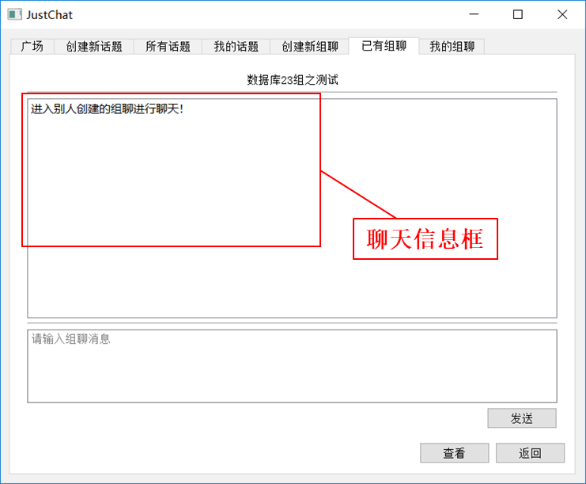 JustChat
广场 创建新话题 所有话题 我的话题 创建新组聊 已有组聊 我的组聊
数据库23组之测试
进入别人创建的组聊进行聊天!
聊天信息框
请输入组聊消息
发送
查看 返回